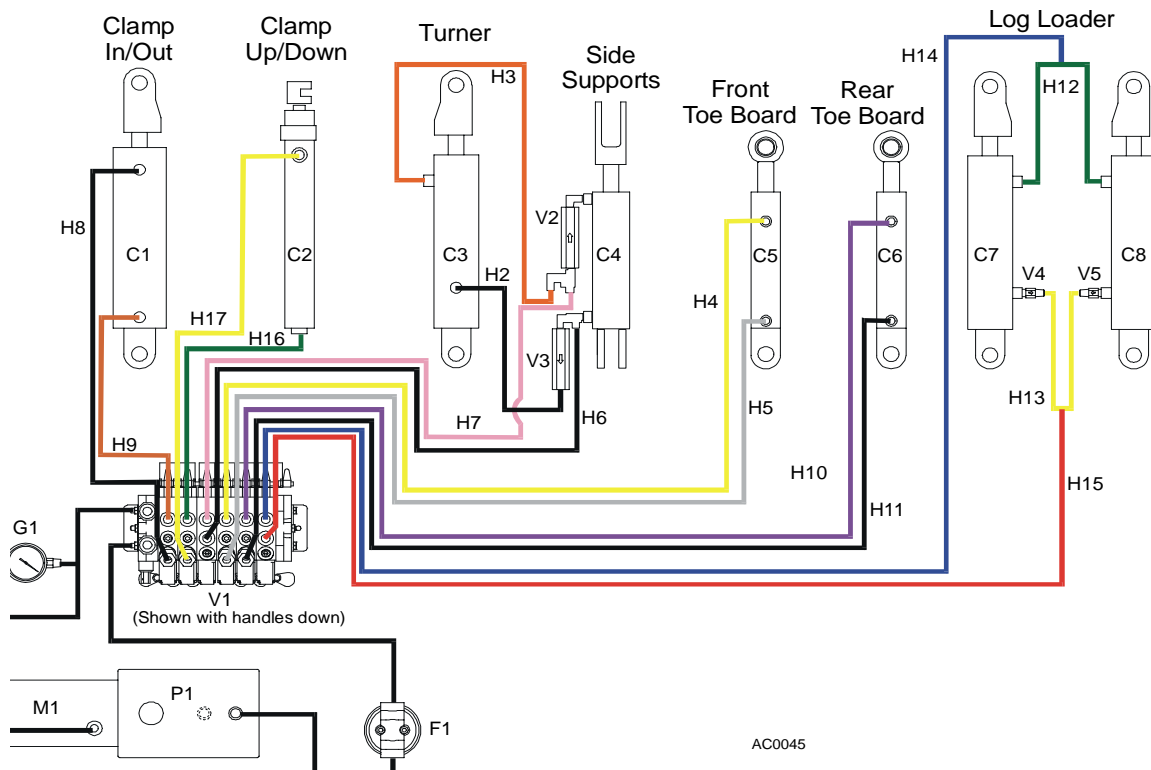 Clamp
In/Out
Clamp
Up/Down
Turner
Side
Supports
Front
Toe Board
Rear
Toe Board
Log Loader
H14
H3
H12
H8
V2
C1
C2
C3
C4
C5
C6
C7
C8
H2
V4
V5
H17
H4
H16
V3
H13
H7
H6
H5
H9
H10
H15
H11
G1
V1
(Shown with handles down)
M1
P1
F1
AC0045